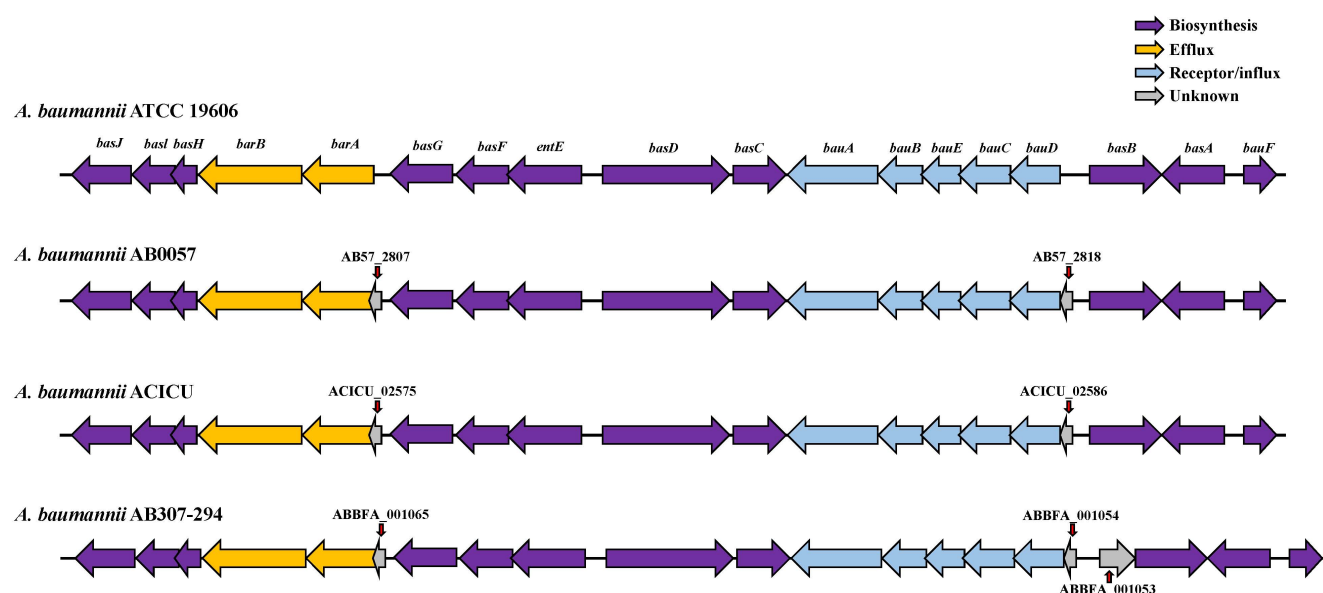 Biosynthesis
Efflux
Receptor/influx
Unknown
A. baumannii ATCC 19606
basJ basI basH barB barA basG basF entE basD basC bauA bauB bauE bauC bauD basB basA bauF
A. baumannii AB0057
AB57_2807 AB57_2818
A. baumannii ACICU
ACICU_02575 ACICU_02586
A. baumannii AB307-294
ABBFA_001065 ABBFA_001054
ABBFA_001053